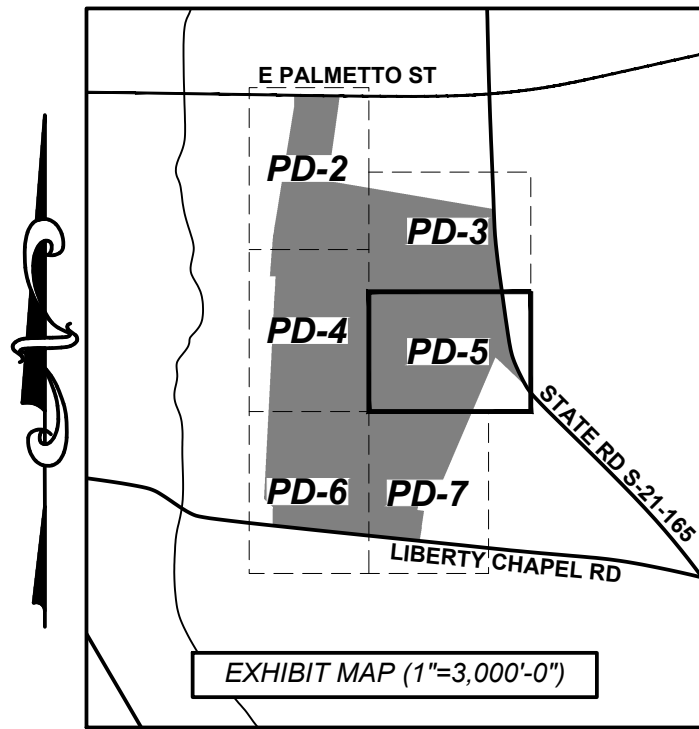 E PALMETTO ST
PD-2
PD-3
PD-4
PD-5
STATE RD S-21-165
PD-6
PD-7
LIBERTY CHAPEL RD
EXHIBIT MAP (1"=3,000'-0")